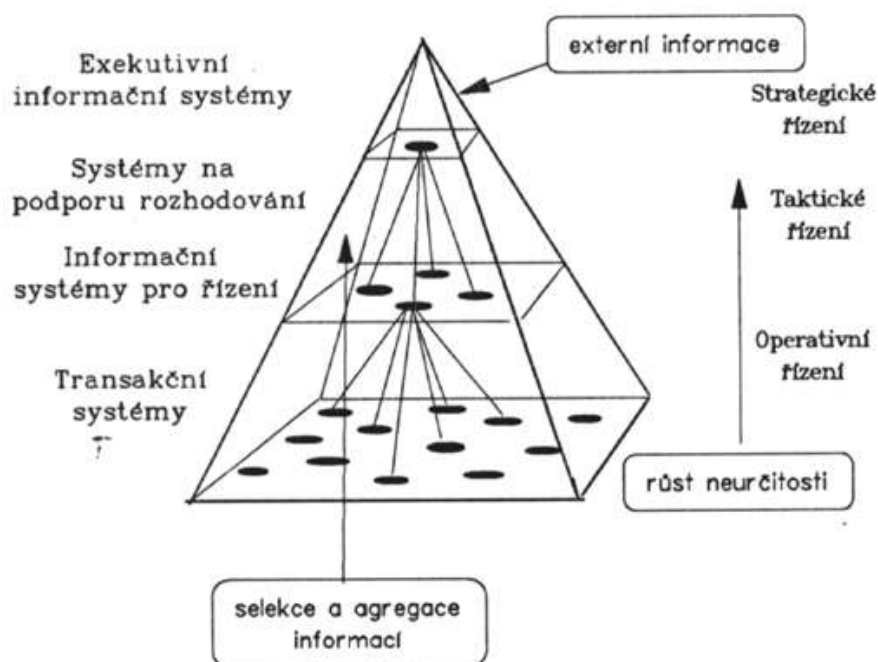 externí informace
Exekutivní
informační systémy
Strategické
řízení
Systémy na
podporu rozhodování
Taktické
řízení
Informační
systémy pro řízení
Operativní
řízení
Transakční
systémy
růst neurčitosti
selekce a agregace
informací